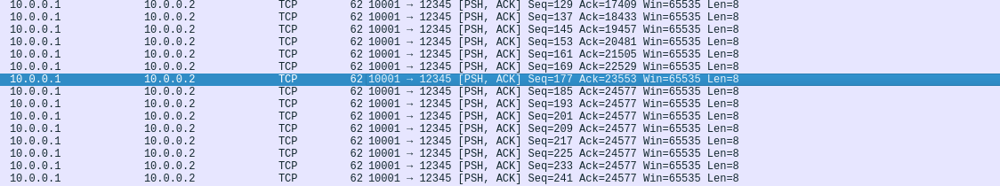 10.0.0.1 10.0.0.2 TCP 62 10001 → 12345 [PSH, ACK] Seq=129 Ack=17409 Win=65535 Len=8
10.0.0.1 10.0.0.2 TCP 62 10001 → 12345 [PSH, ACK] Seq=137 Ack=18433 Win=65535 Len=8
10.0.0.1 10.0.0.2 TCP 62 10001 → 12345 [PSH, ACK] Seq=145 Ack=19457 Win=65535 Len=8
10.0.0.1 10.0.0.2 TCP 62 10001 → 12345 [PSH, ACK] Seq=153 Ack=20481 Win=65535 Len=8
10.0.0.1 10.0.0.2 TCP 62 10001 → 12345 [PSH, ACK] Seq=161 Ack=21505 Win=65535 Len=8
10.0.0.1 10.0.0.2 TCP 62 10001 → 12345 [PSH, ACK] Seq=169 Ack=22529 Win=65535 Len=8
10.0.0.1 10.0.0.2 TCP 62 10001 → 12345 [PSH, ACK] Seq=177 Ack=23553 Win=65535 Len=8
10.0.0.1 10.0.0.2 TCP 62 10001 → 12345 [PSH, ACK] Seq=185 Ack=24577 Win=65535 Len=8
10.0.0.1 10.0.0.2 TCP 62 10001 → 12345 [PSH, ACK] Seq=193 Ack=24577 Win=65535 Len=8
10.0.0.1 10.0.0.2 TCP 62 10001 → 12345 [PSH, ACK] Seq=201 Ack=24577 Win=65535 Len=8
10.0.0.1 10.0.0.2 TCP 62 10001 → 12345 [PSH, ACK] Seq=209 Ack=24577 Win=65535 Len=8
10.0.0.1 10.0.0.2 TCP 62 10001 → 12345 [PSH, ACK] Seq=217 Ack=24577 Win=65535 Len=8
10.0.0.1 10.0.0.2 TCP 62 10001 → 12345 [PSH, ACK] Seq=225 Ack=24577 Win=65535 Len=8
10.0.0.1 10.0.0.2 TCP 62 10001 → 12345 [PSH, ACK] Seq=233 Ack=24577 Win=65535 Len=8
10.0.0.1 10.0.0.2 TCP 62 10001 → 12345 [PSH, ACK] Seq=241 Ack=24577 Win=65535 Len=8